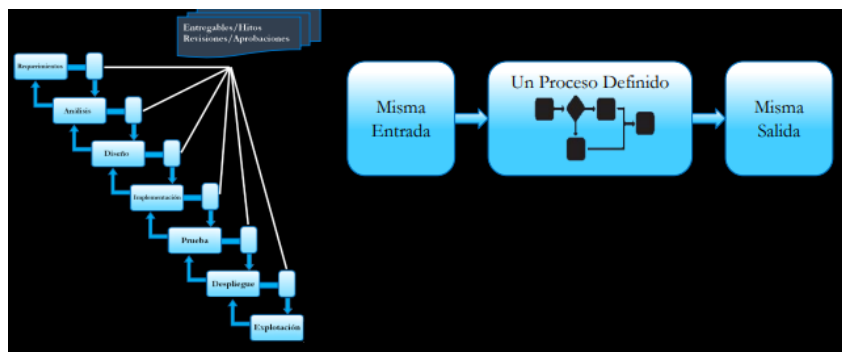 Entregables/Hitos
Revisiones/Aprobaciones
Requerimientos
Análisis
Diseño
Implementación
Prueba
Despliegue
Explotación
Misma
Entrada
Un Proceso Definido
Misma
Salida